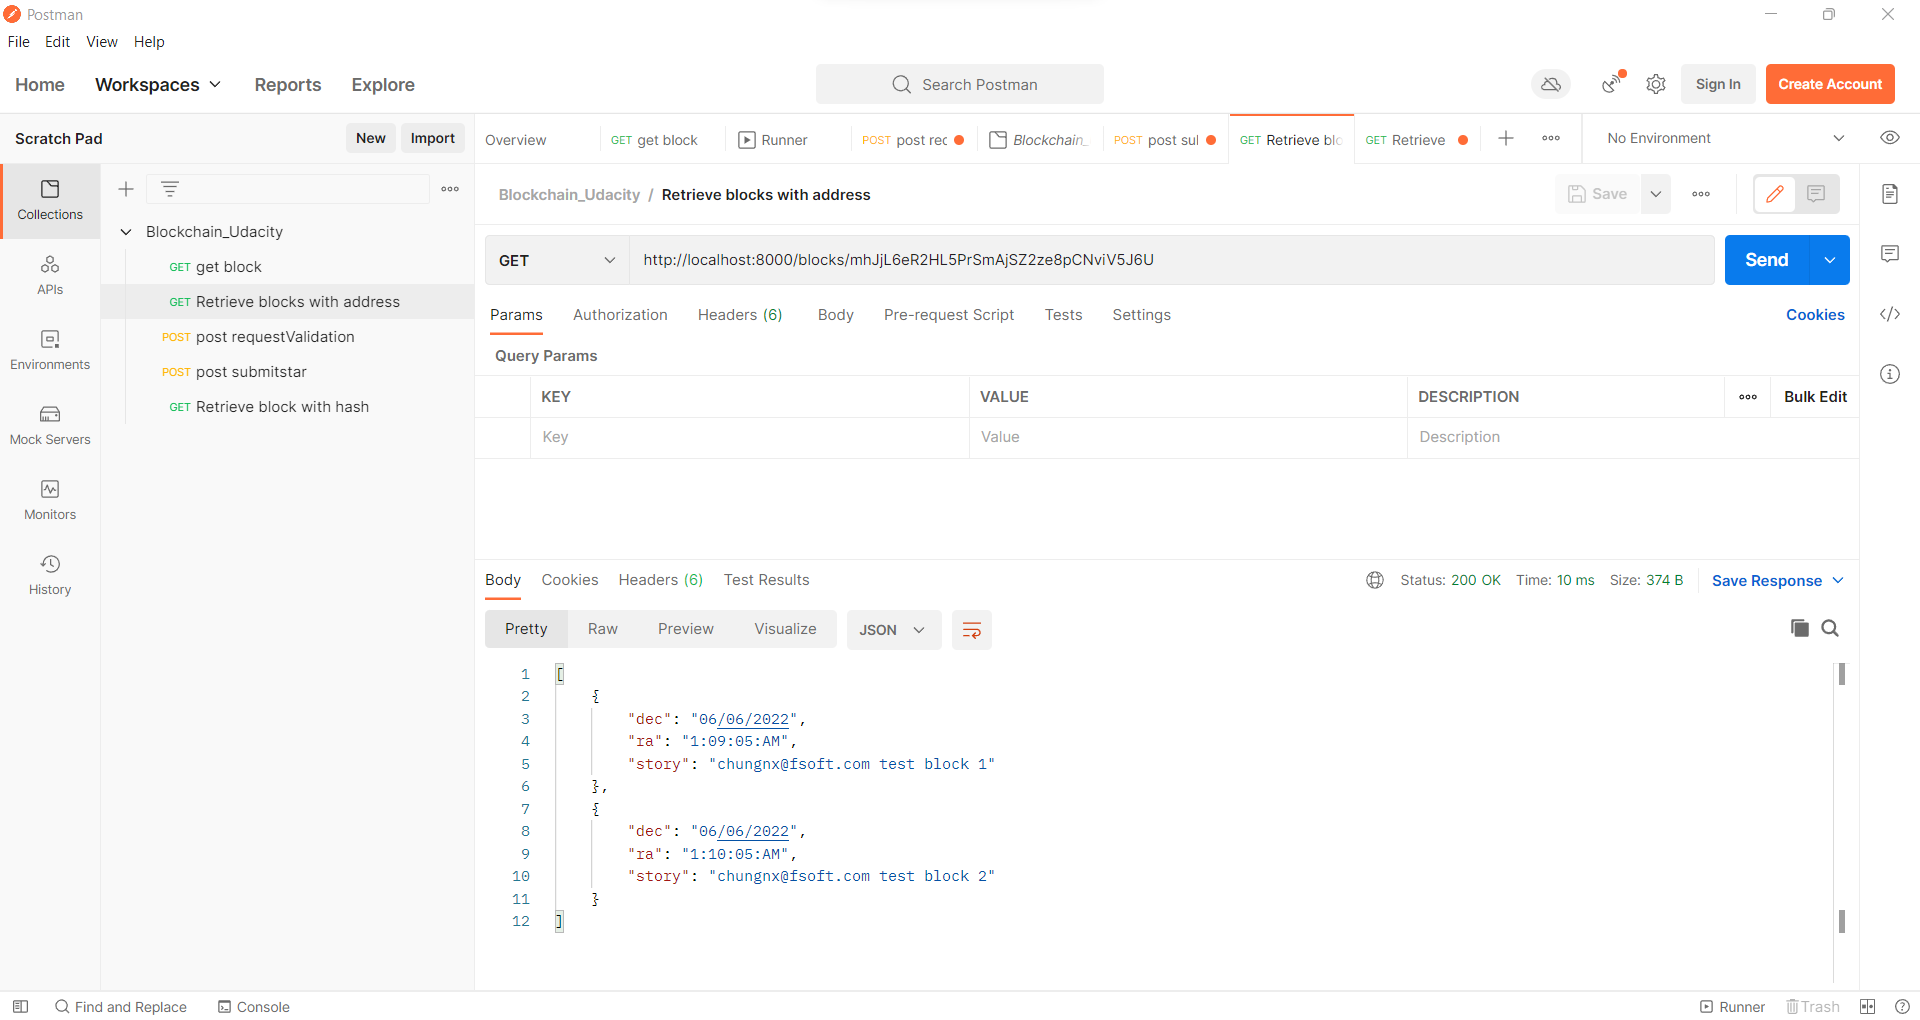 Postman
File Edit View Help
Home Workspaces Reports Explore Search Postman Sign In Create Account
Scratch Pad New Import Overview GET get block Runner POST post rec Blockchain_ POST post sul GET Retrieve blo GET Retrieve No Environment
Collections
APIs
Environments
Mock Servers
Monitors
History
Blockchain_Udacity
GET get block
GET Retrieve blocks with address
POST post requestValidation
POST post submitstar
GET Retrieve block with hash
Blockchain_Udacity / Retrieve blocks with address Save
GET http://localhost:8000/blocks/mhJjL6eR2HL5PrSmAjSZ2ze8pCNviV5J6U Send
Params Authorization Headers (6) Body Pre-request Script Tests Settings Cookies
Query Params
KEY VALUE DESCRIPTION Bulk Edit
Key Value Description
Body Cookies Headers (6) Test Results Status: 200 OK Time: 10 ms Size: 374 B Save Response
Pretty Raw Preview Visualize JSON
1 [
2 {
3 "dec": "06/06/2022",
4 "ra": "1:09:05:AM",
5 "story": "chungnx@fsoft.com test block 1"
6 },
7 {
8 "dec": "06/06/2022",
9 "ra": "1:10:05:AM",
10 "story": "chungnx@fsoft.com test block 2"
11 }
12 ]
Find and Replace Console Runner Trash